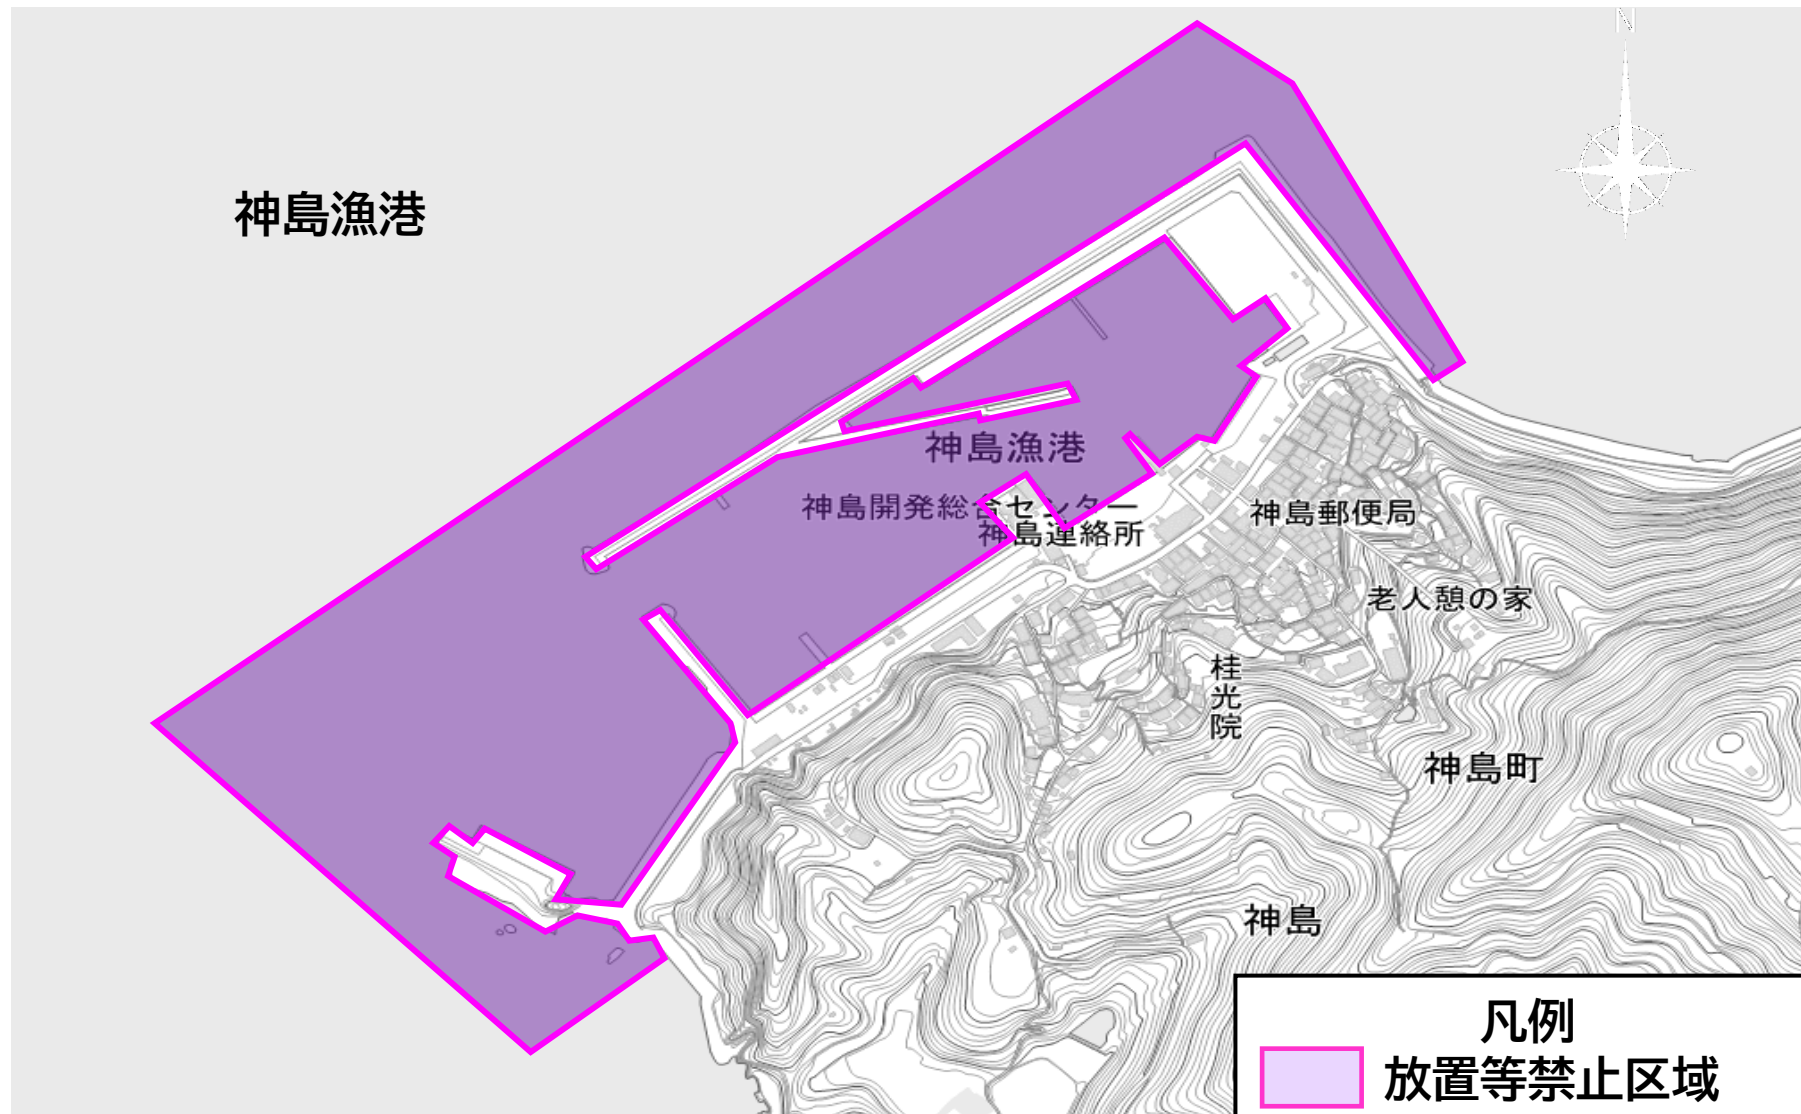 N
神島漁港
神島漁港
神島開発総合センター
神島連絡所
神島郵便局
老人憩の家
桂光院
神島町
神島
凡例
放置等禁止区域